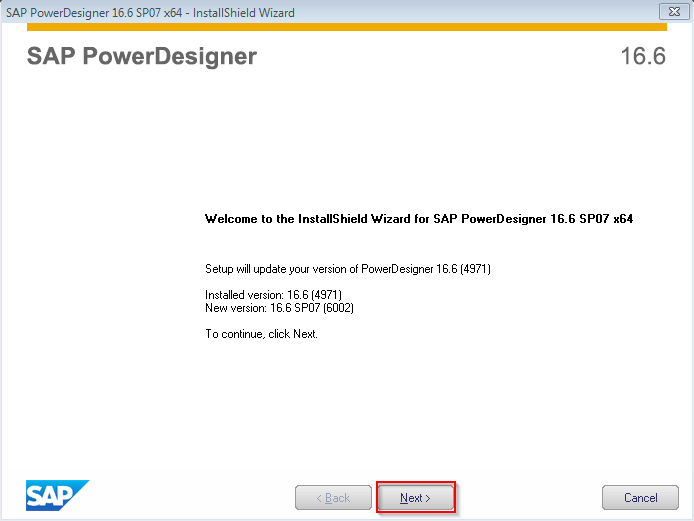 SAP PowerDesigner 16.6 SP07 x64 - InstallShield Wizard
SAP PowerDesigner 16.6
Welcome to the InstallShield Wizard for SAP PowerDesigner 16.6 SP07 x64
Setup will update your version of PowerDesigner 16.6 (4971)
Installed version: 16.6 (4971)
New version: 16.6 SP07 (6002)
To continue, click Next.
SAP
< Back Next > Cancel